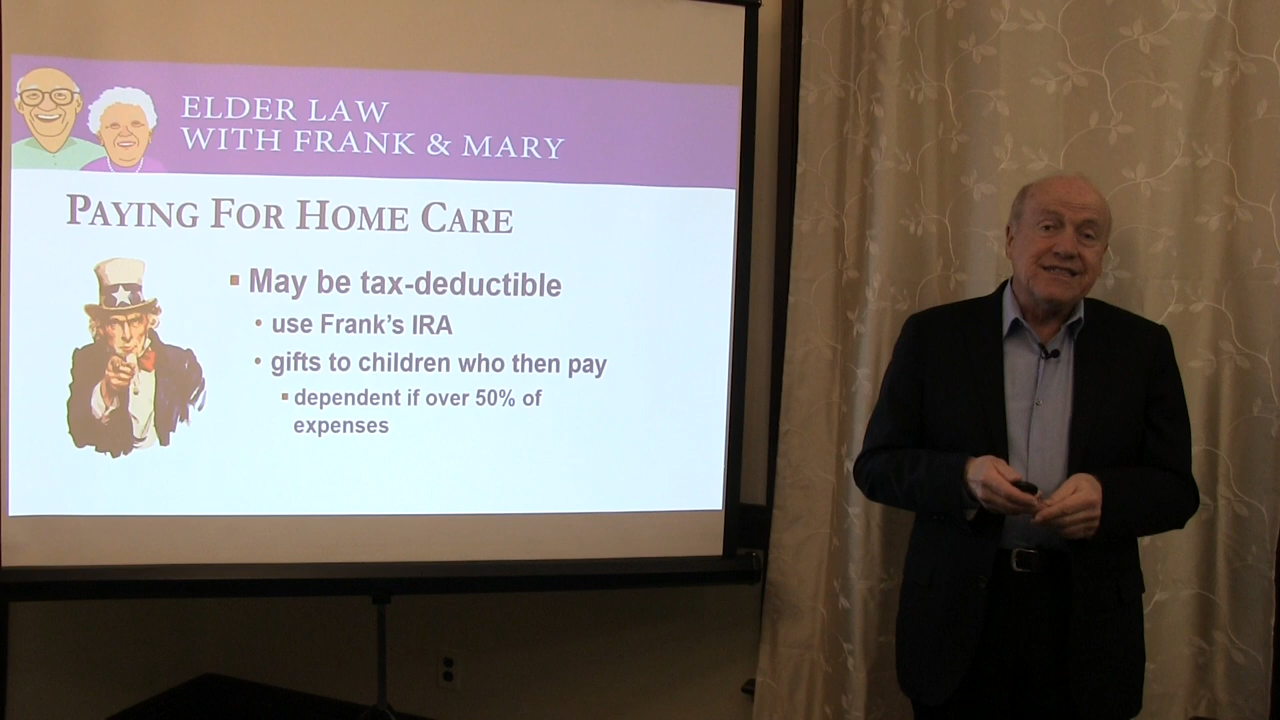 ELDER LAW
WITH FRANK & MARY
PAYING FOR HOME CARE
▪ May be tax-deductible
• use Frank's IRA
• gifts to children who then pay
▪ dependent if over 50% of
expenses